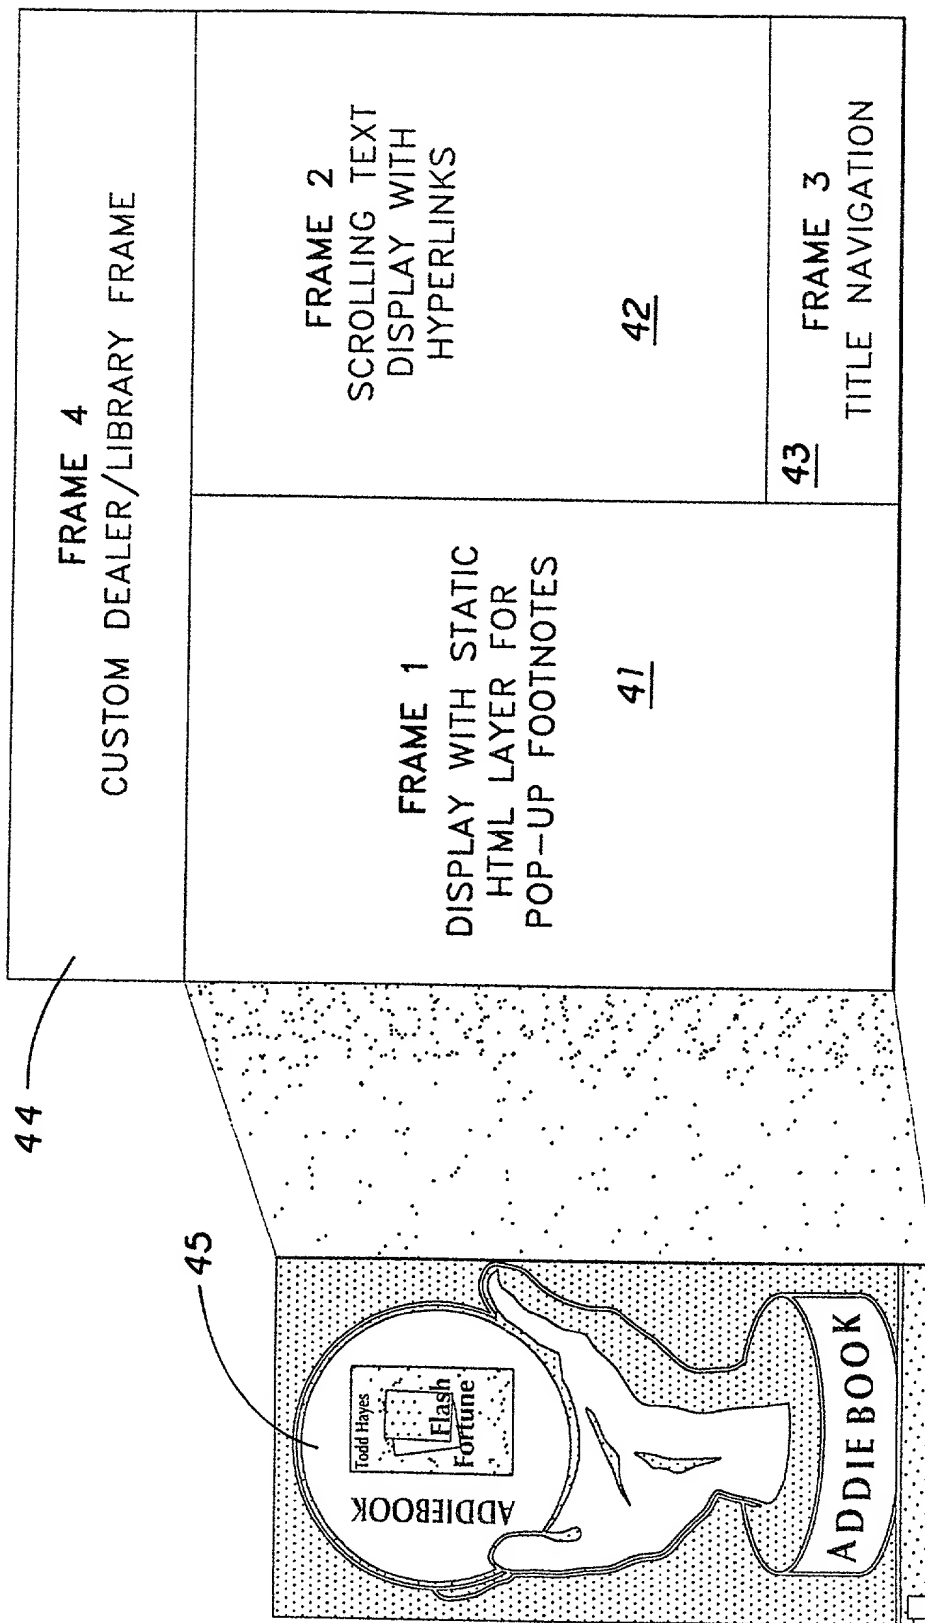 44
FRAME 4
CUSTOM DEALER/LIBRARY FRAME
45
ADDIEBOOK
Todd Hayes
Flash
Fortune
ADDIEBOOK
FRAME 1
DISPLAY WITH STATIC
HTML LAYER FOR
POP-UP FOOTNOTES
41
FRAME 2
SCROLLING TEXT
DISPLAY WITH
HYPERLINKS
42
43
FRAME 3
TITLE NAVIGATION